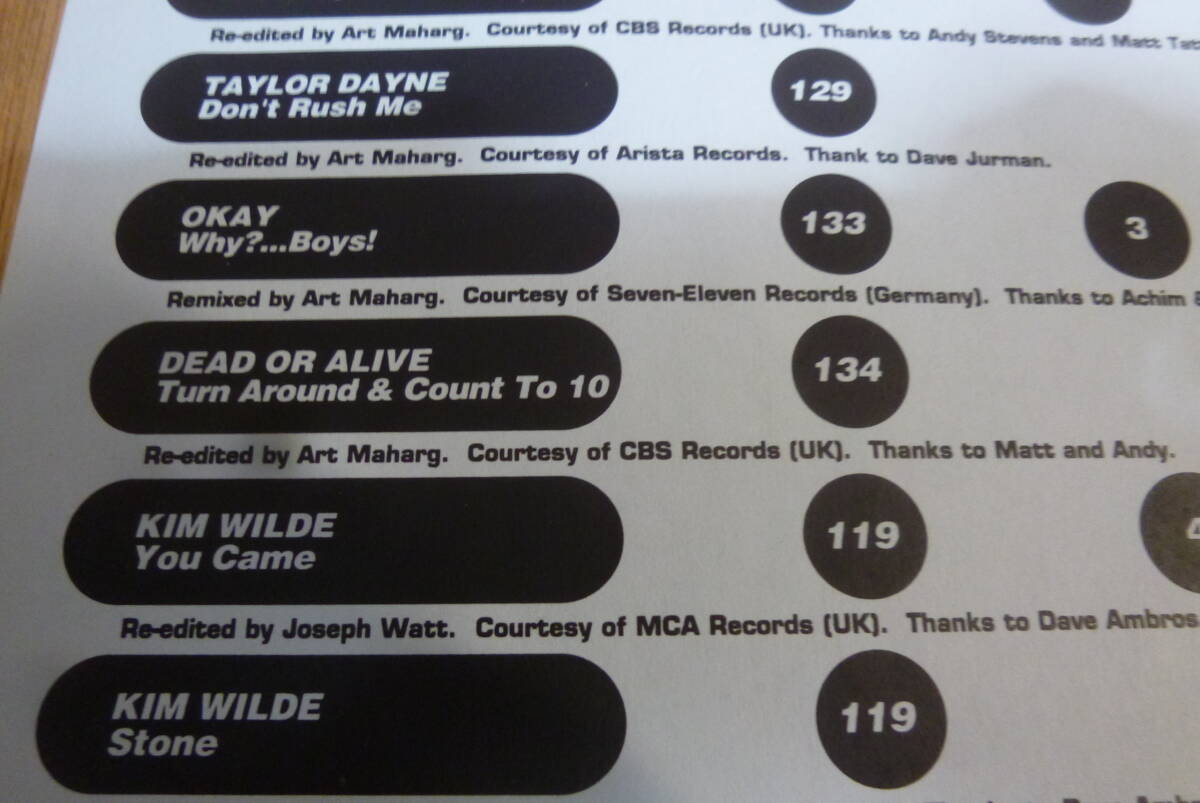 Re-edited by Art Maharg. Courtesy of CBS Records (UK). Thanks to Andy Stevens and Matt
TAYLOR DAYNE 129
Don't Rush Me
Re-edited by Art Maharg. Courtesy of Arista Records. Thank to Dave Jurman.
OKAY 133 3
Why?...Boys!
Remixed by Art Maharg. Courtesy of Seven-Eleven Records (Germany). Thanks to Achim
DEAD OR ALIVE 134
Turn Around & Count To 10
Re-edited by Art Maharg. Courtesy of CBS Records (UK). Thanks to Matt and Andy.
KIM WILDE 119
You Came
Re-edited by Joseph Watt. Courtesy of MCA Records (UK). Thanks to Dave Ambros
KIM WILDE 119
Stone